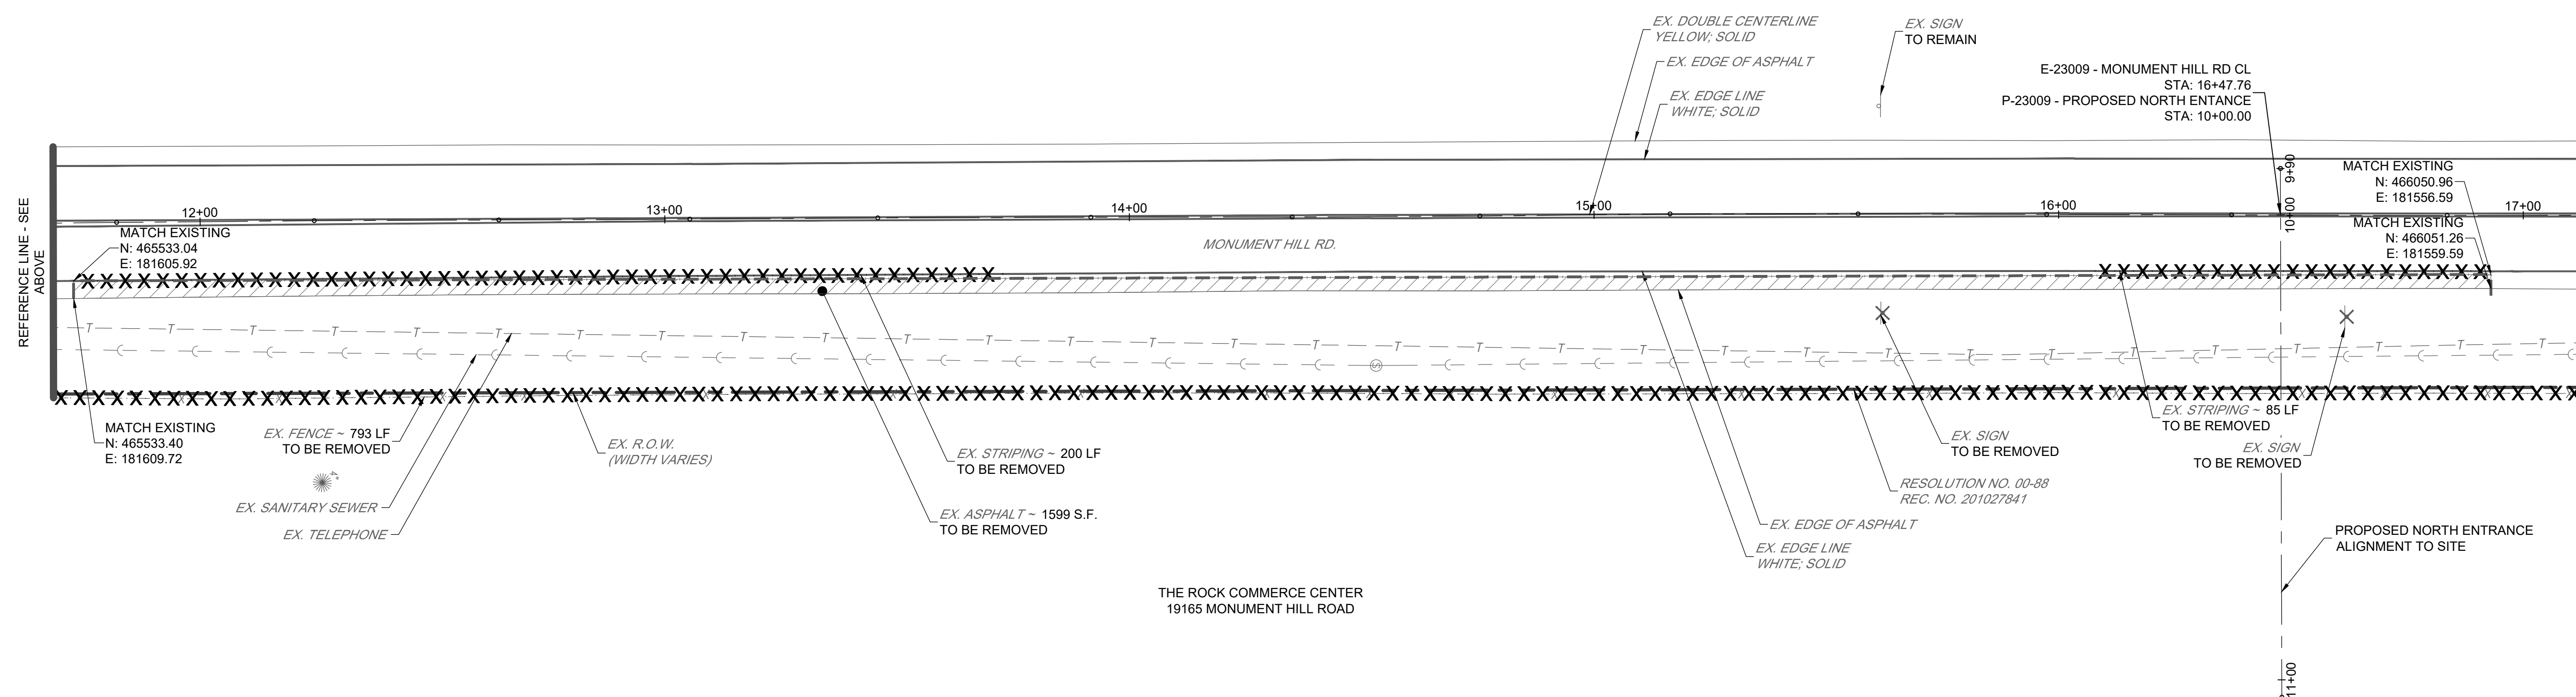 EX. DOUBLE CENTERLINE
YELLOW; SOLID
EX. EDGE OF ASPHALT
EX. EDGE LINE
WHITE; SOLID
EX. SIGN
TO REMAIN
E-23009 - MONUMENT HILL RD CL
STA: 16+47.76
P-23009 - PROPOSED NORTH ENTANCE
STA: 10+00.00
MATCH EXISTING
N: 466050.96
E: 181556.59
MATCH EXISTING
N: 466051.26
E: 181559.59
9+90
10+00
REFERENCE LINE - SEE
ABOVE
12+00
13+00
14+00
15+00
16+00
17+00
MATCH EXISTING
N: 465533.04
E: 181605.92
MONUMENT HILL RD.
T T T T T T T T T T T T T T T T T T T T T T T T T T T T T T T
S
MATCH EXISTING
N: 465533.40
E: 181609.72
EX. FENCE ~ 793 LF
TO BE REMOVED
EX. SANITARY SEWER
EX. TELEPHONE
EX. R.O.W.
(WIDTH VARIES)
EX. STRIPING ~ 200 LF
TO BE REMOVED
EX. ASPHALT ~ 1599 S.F.
TO BE REMOVED
EX. SIGN
TO BE REMOVED
RESOLUTION NO. 00-88
REC. NO. 201027841
EX. EDGE OF ASPHALT
EX. EDGE LINE
WHITE; SOLID
EX. STRIPING ~ 85 LF
TO BE REMOVED
EX. SIGN
TO BE REMOVED
PROPOSED NORTH ENTRANCE
ALIGNMENT TO SITE
THE ROCK COMMERCE CENTER
19165 MONUMENT HILL ROAD
11+00